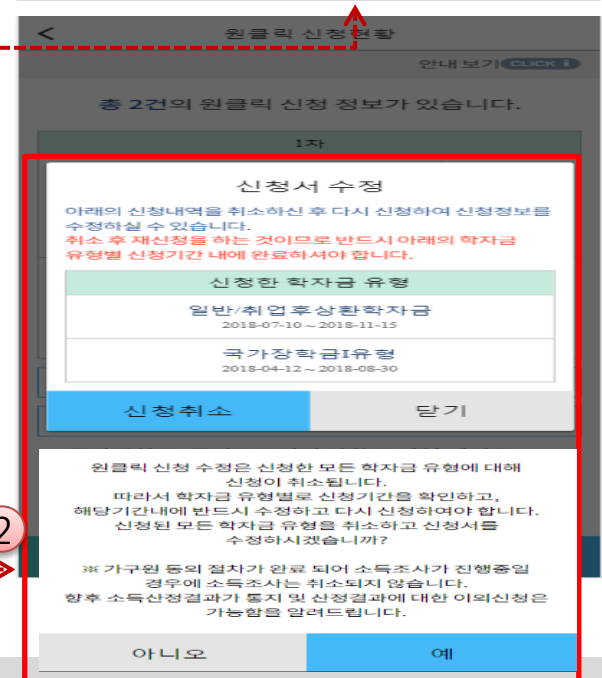 < 원클릭 신청현황
안내 보기 CLICK i
총 2건의 원클릭 신청 정보가 있습니다.
1차
신청서 수정
아래의 신청내역을 취소하신 후 다시 신청하여 신청정보를
수정하실 수 있습니다.
취소 후 재신청을 하는 것이므로 반드시 아래의 학자금
유형별 신청기간 내에 완료하셔야 합니다.
신청한 학자금 유형
일반/취업후상환학자금
2018-07-10 ~ 2018-11-15
국가장학금I유형
2018-04-12 ~ 2018-08-30
신청취소 닫기
원클릭 신청 수정은 신청한 모든 학자금 유형에 대해
신청이 취소됩니다.
따라서 학자금 유형별로 신청기간을 확인하고,
해당기간내에 반드시 수정하고 다시 신청하여야 합니다.
신청된 모든 학자금 유형을 취소하고 신청서를
수정하시겠습니까?
※ 가구원 동의 절차가 완료 되어 소득조사가 진행중일
경우에 소득조사는 취소되지 않습니다.
향후 소득산정결과가 통지 및 산정결과에 대한 이의신청은
가능함을 알려드립니다.
2
아니오 예